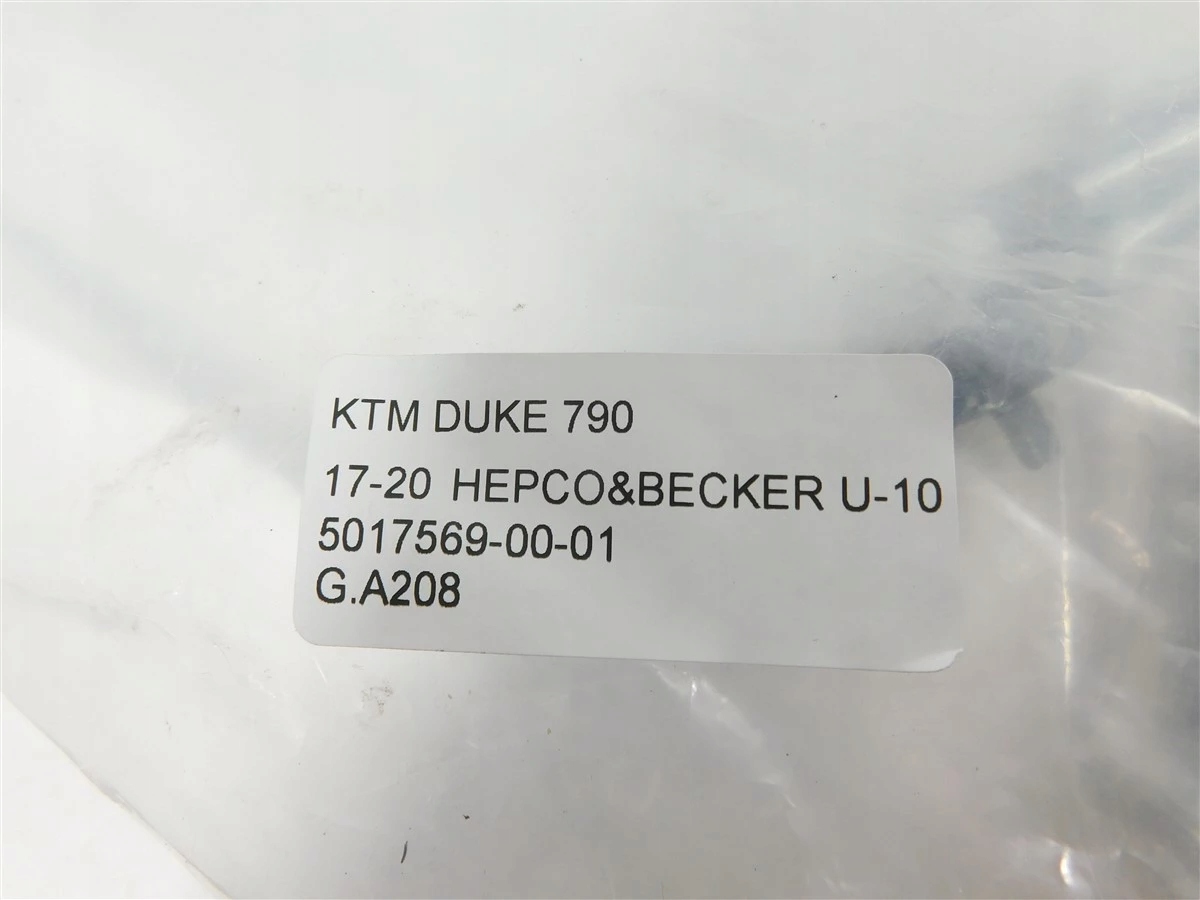 KTM DUKE 790
17-20 HEPCO&BECKER U-10
5017569-00-01
G.A208